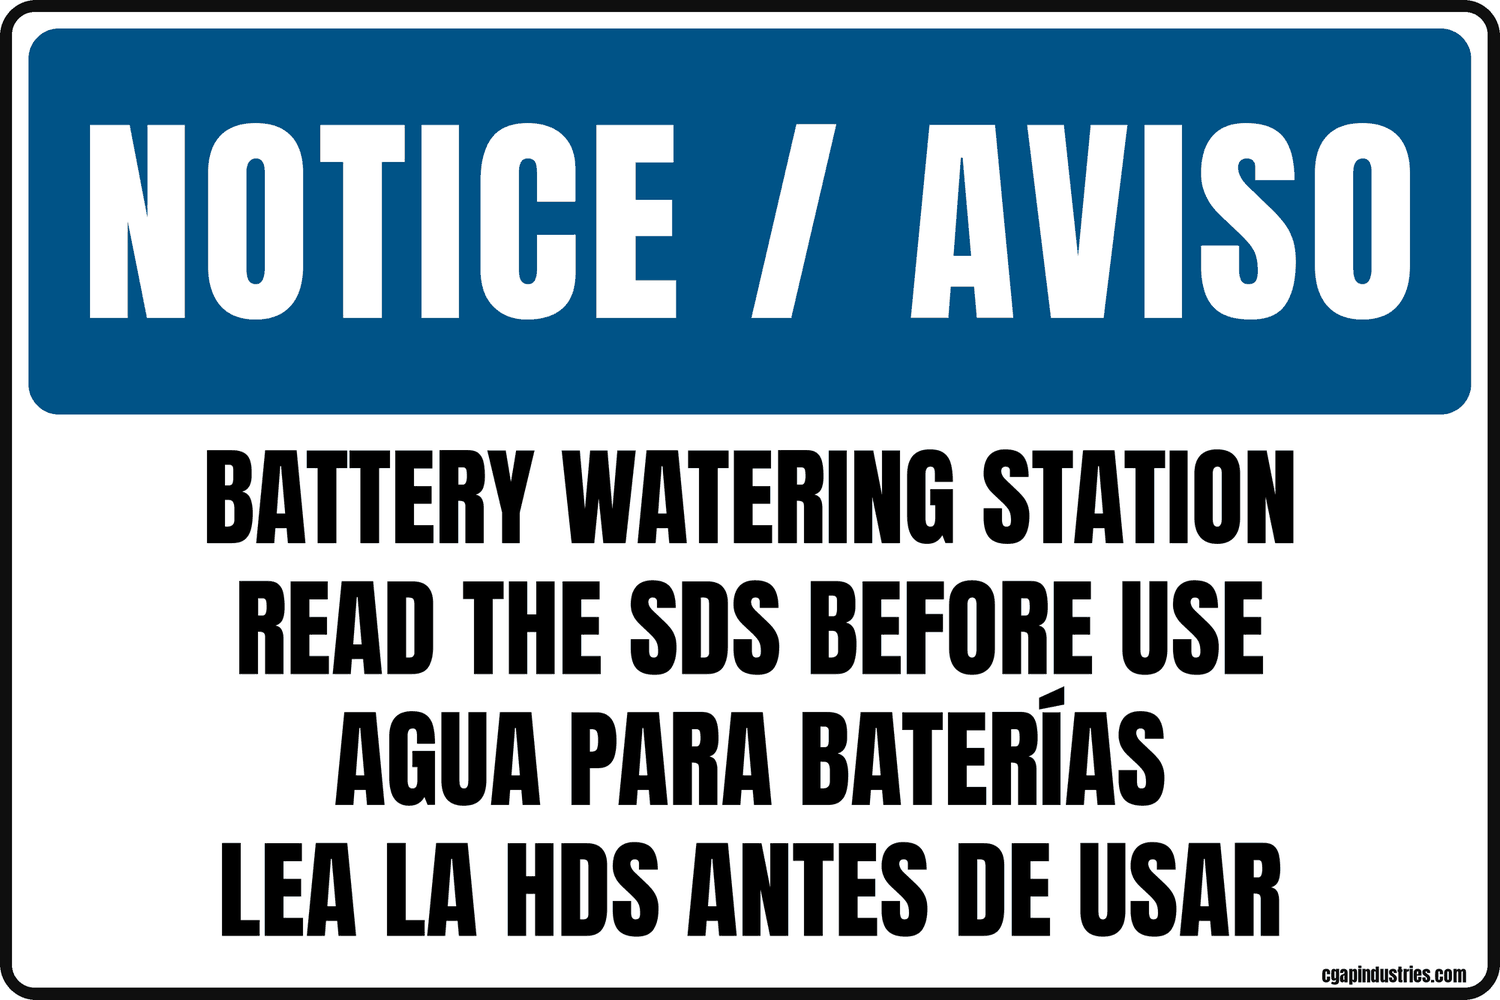 NOTICE / AVISO
BATTERY WATERING STATION
READ THE SDS BEFORE USE
AGUA PARA BATERÍAS
LEA LA HDS ANTES DE USAR
cgapindustries.com